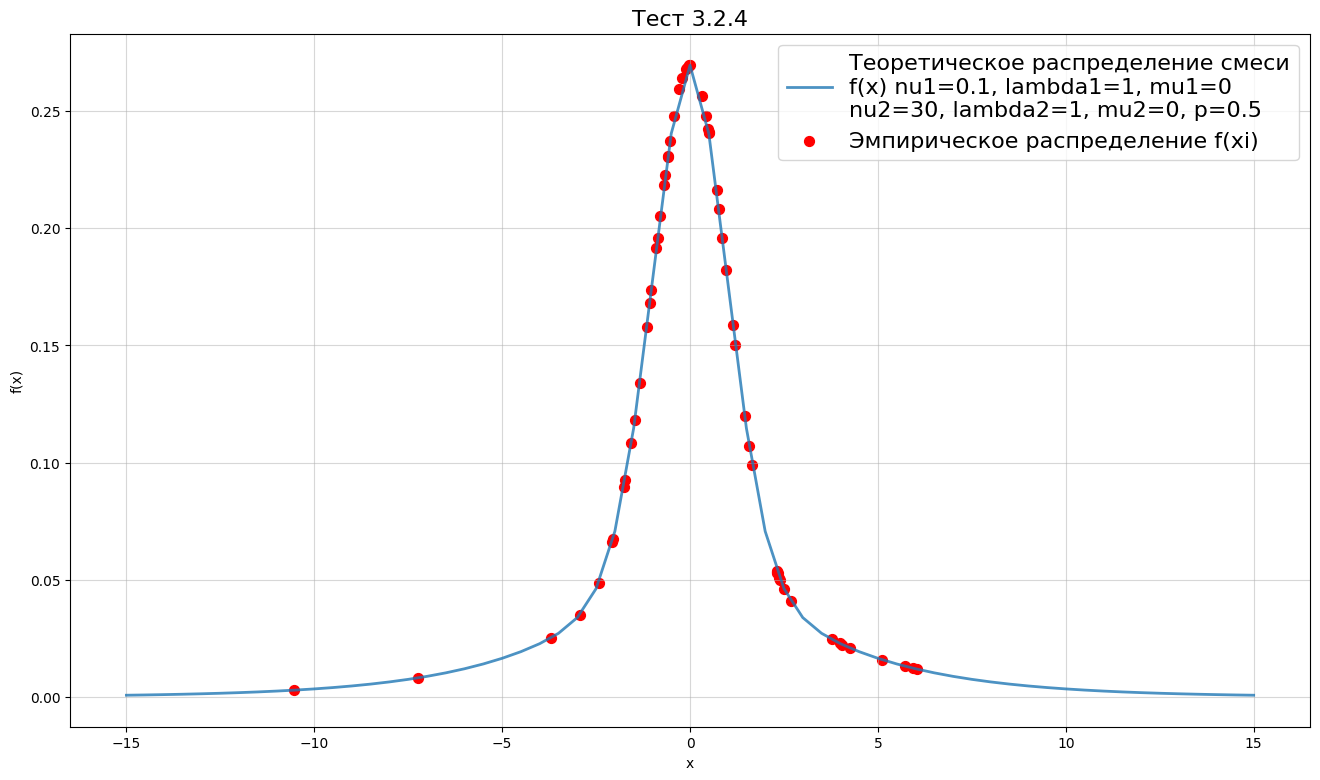 Тест 3.2.4
Теоретическое распределение смеси
f(x) nu1=0.1, lambda1=1, mu1=0
nu2=30, lambda2=1, mu2=0, p=0.5
Эмпирическое распределение f(xi)
f(x)
0.25
0.20
0.15
0.10
0.05
0.00
−15
−10
−5
0
5
10
15
x